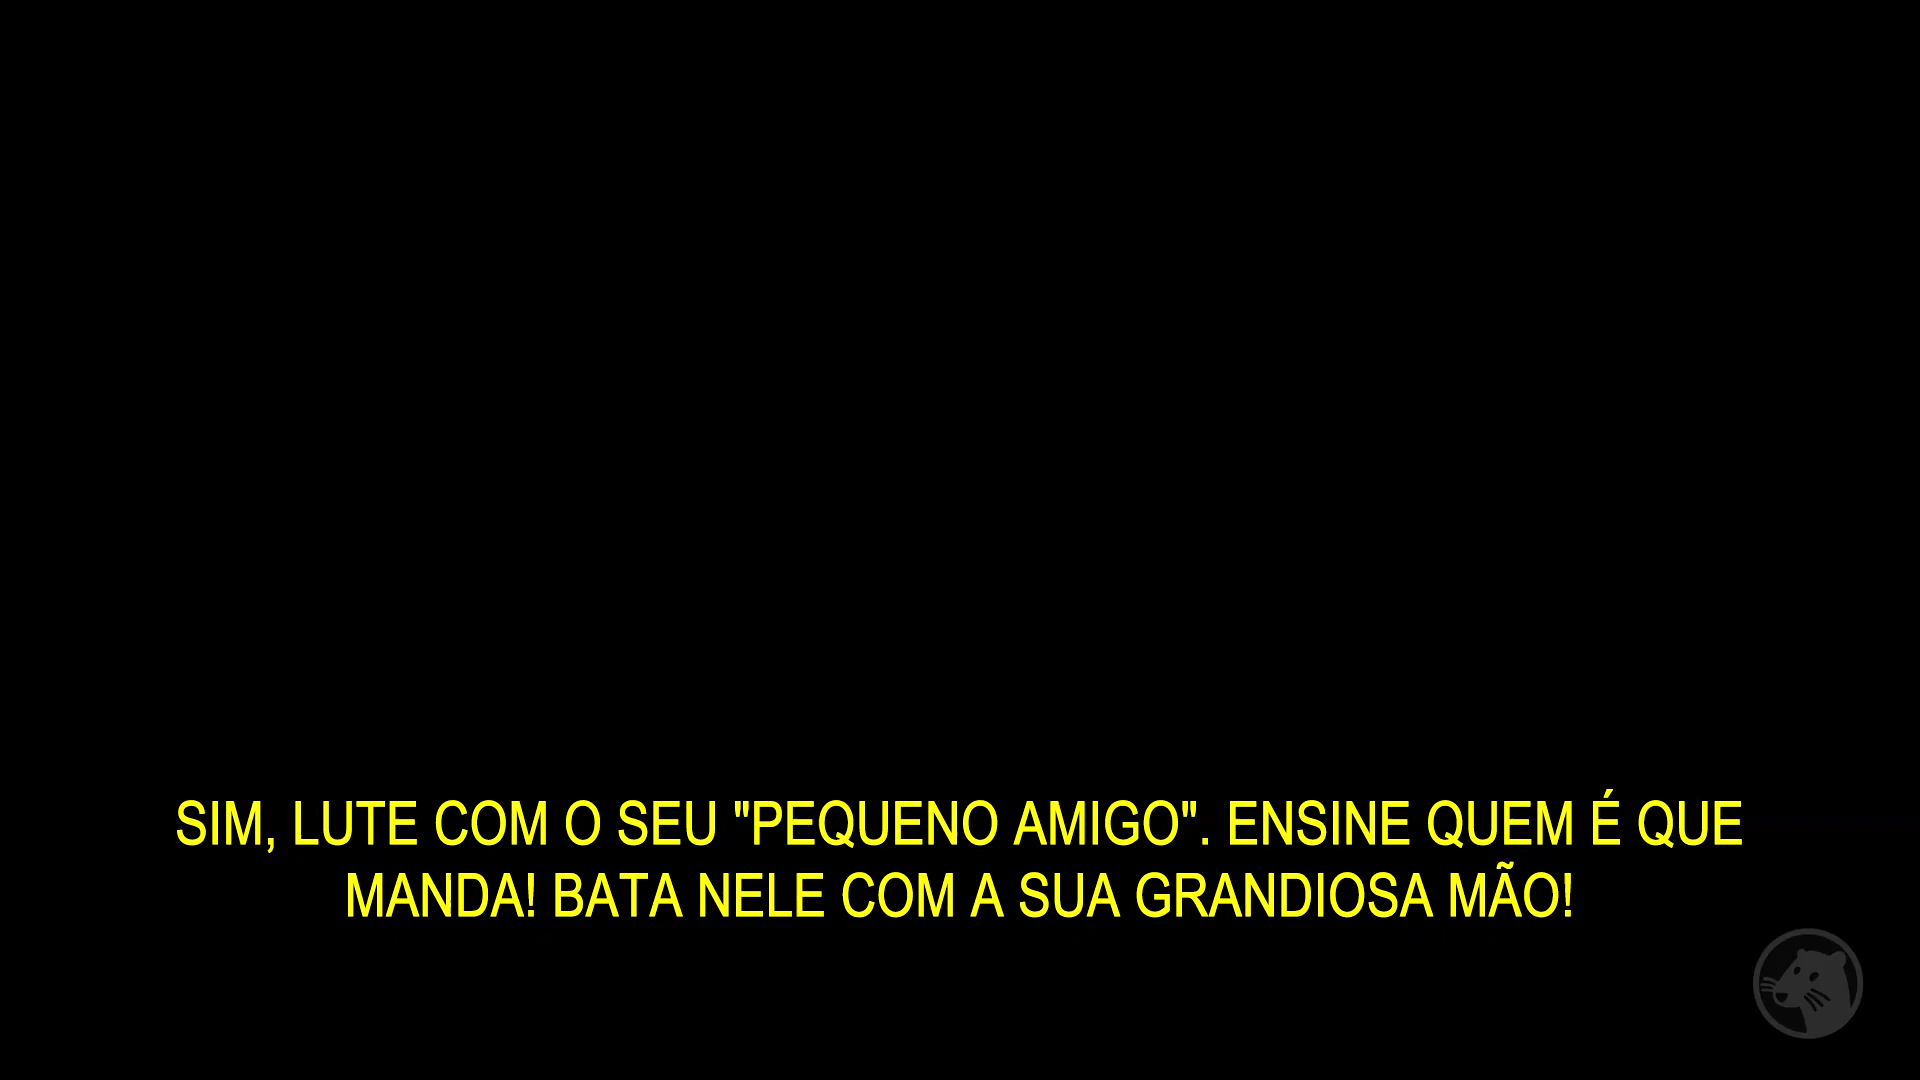 SIM, LUTE COM O SEU "PEQUENO AMIGO". ENSINE QUEM É QUE
MANDA! BATA NELE COM A SUA GRANDIOSA MÃO!